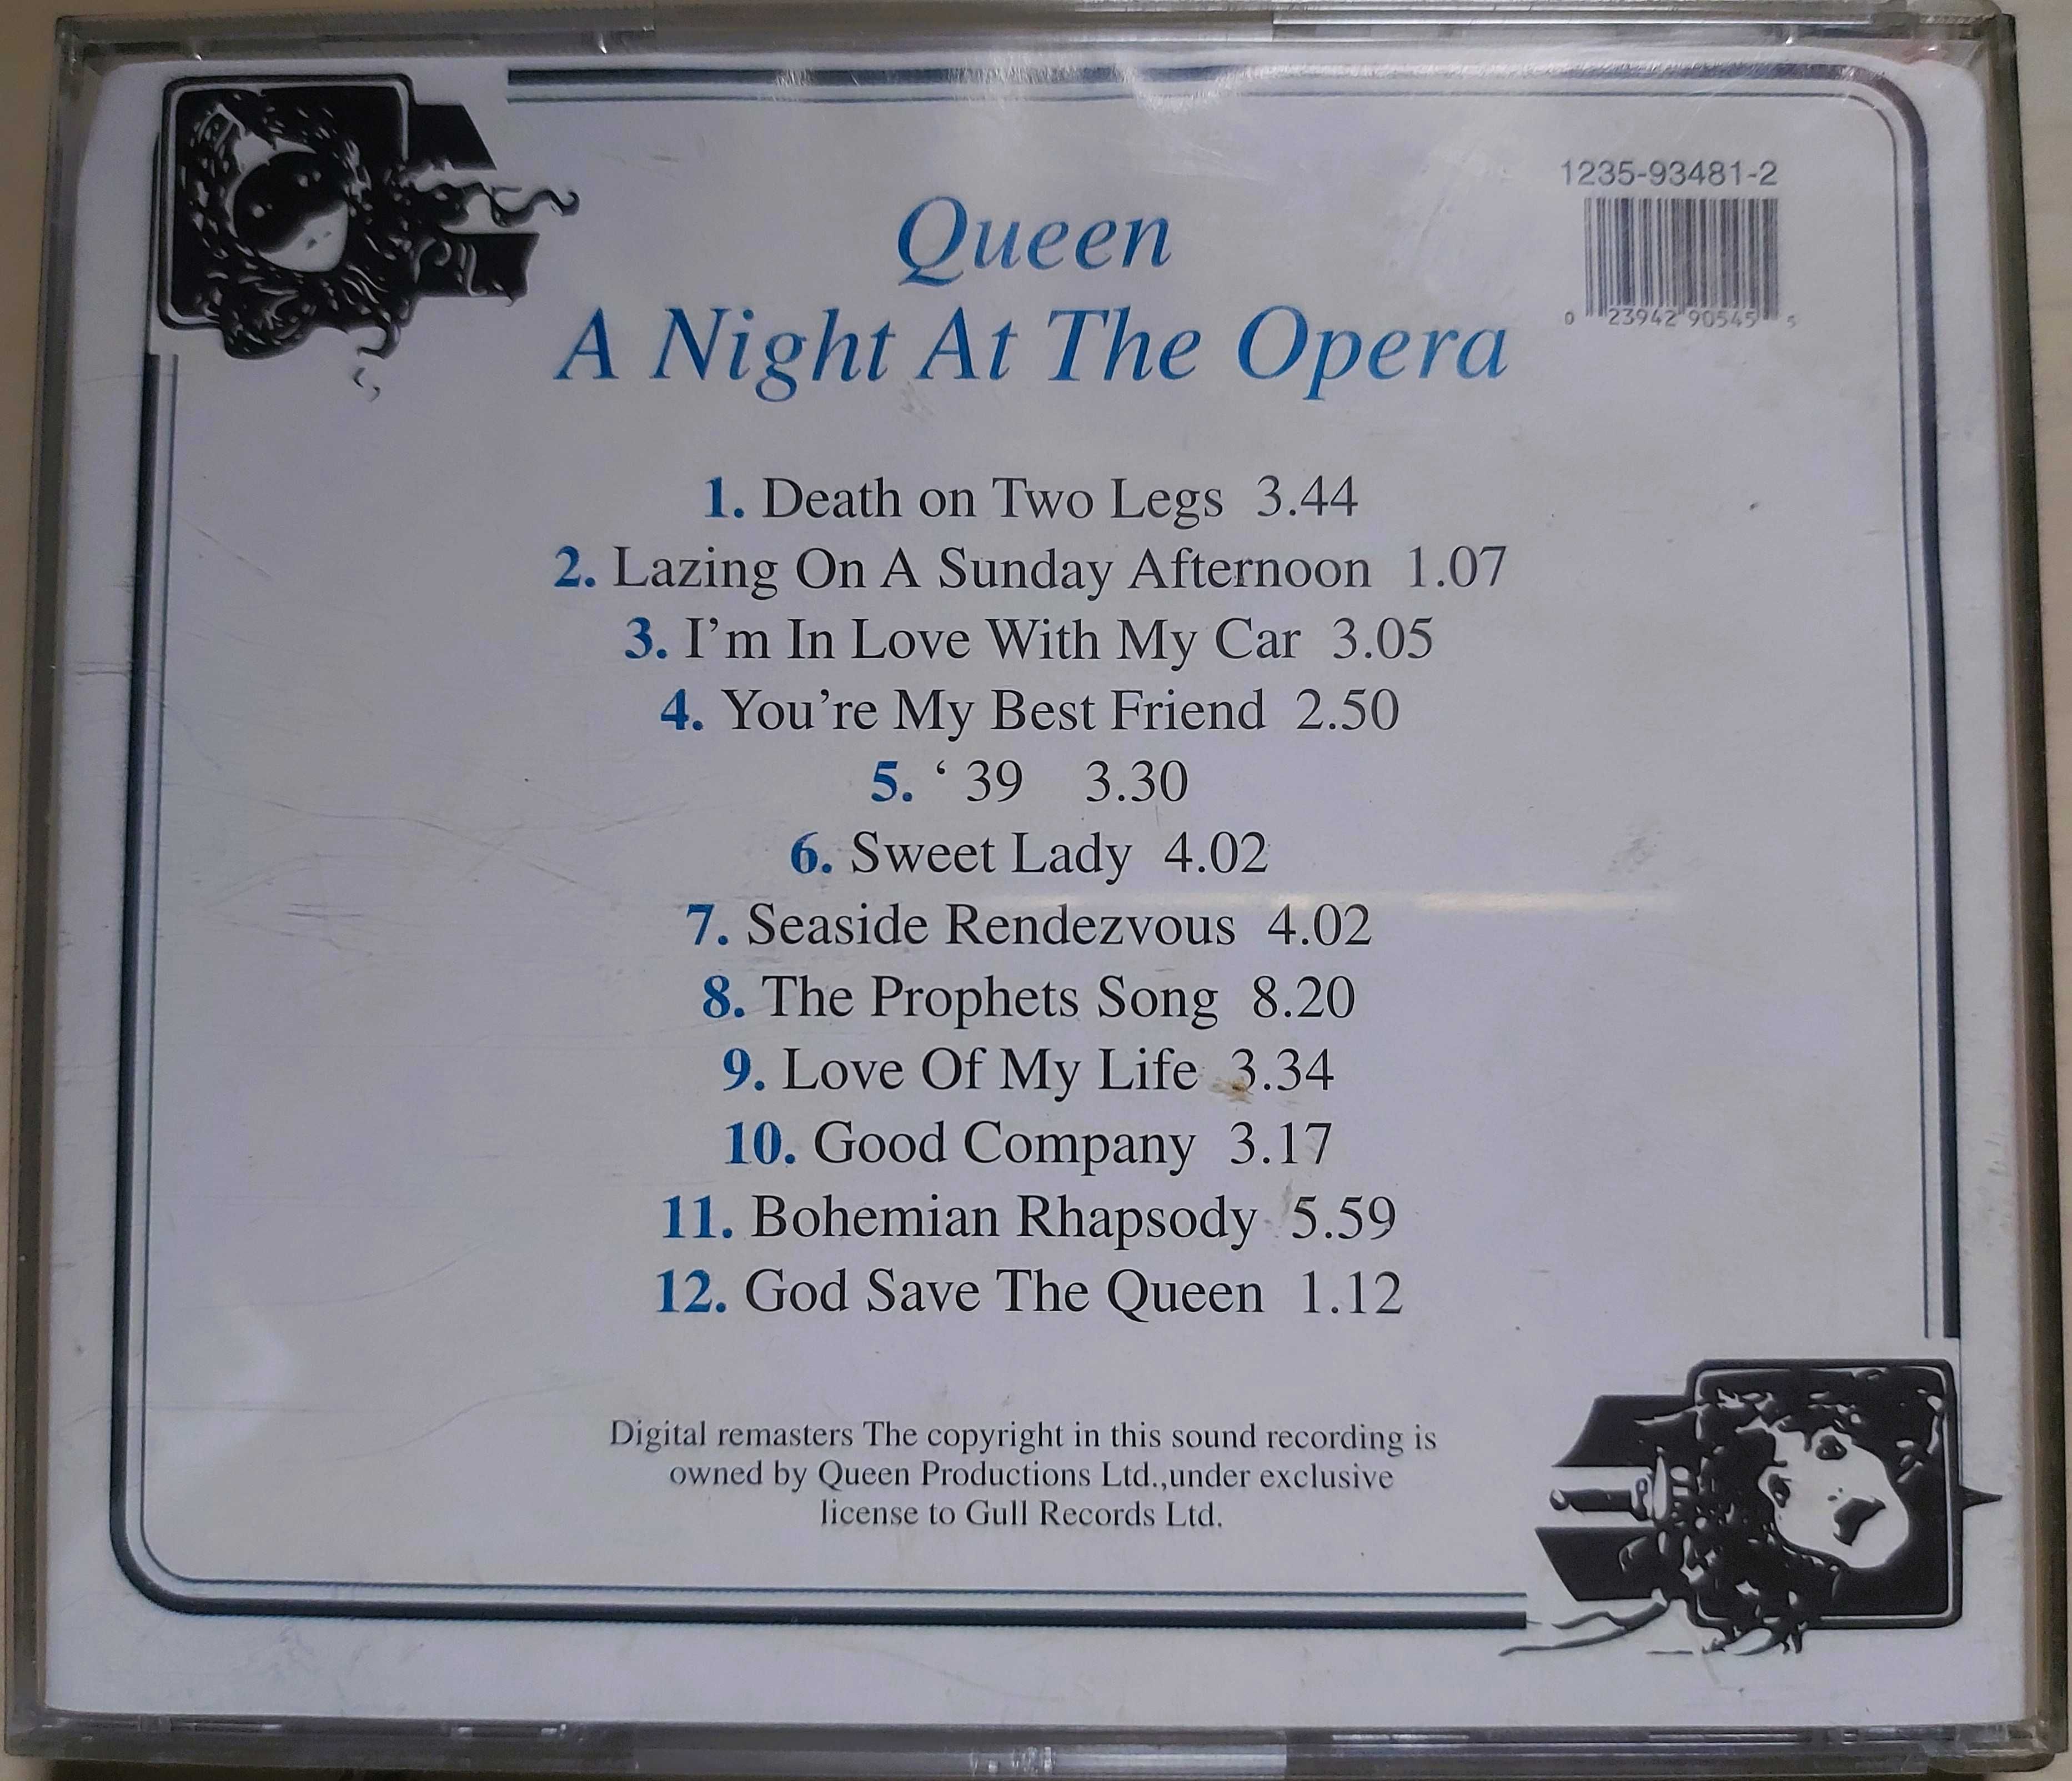 1235-93481-2
0 23942 90545 5
Queen
A Night At The Opera
1. Death on Two Legs 3.44
2. Lazing On A Sunday Afternoon 1.07
3. I’m In Love With My Car 3.05
4. You’re My Best Friend 2.50
5. ‘ 39 3.30
6. Sweet Lady 4.02
7. Seaside Rendezvous 4.02
8. The Prophets Song 8.20
9. Love Of My Life 3.34
10. Good Company 3.17
11. Bohemian Rhapsody 5.59
12. God Save The Queen 1.12
Digital remasters The copyright in this sound recording is
owned by Queen Productions Ltd.,under exclusive
license to Gull Records Ltd.